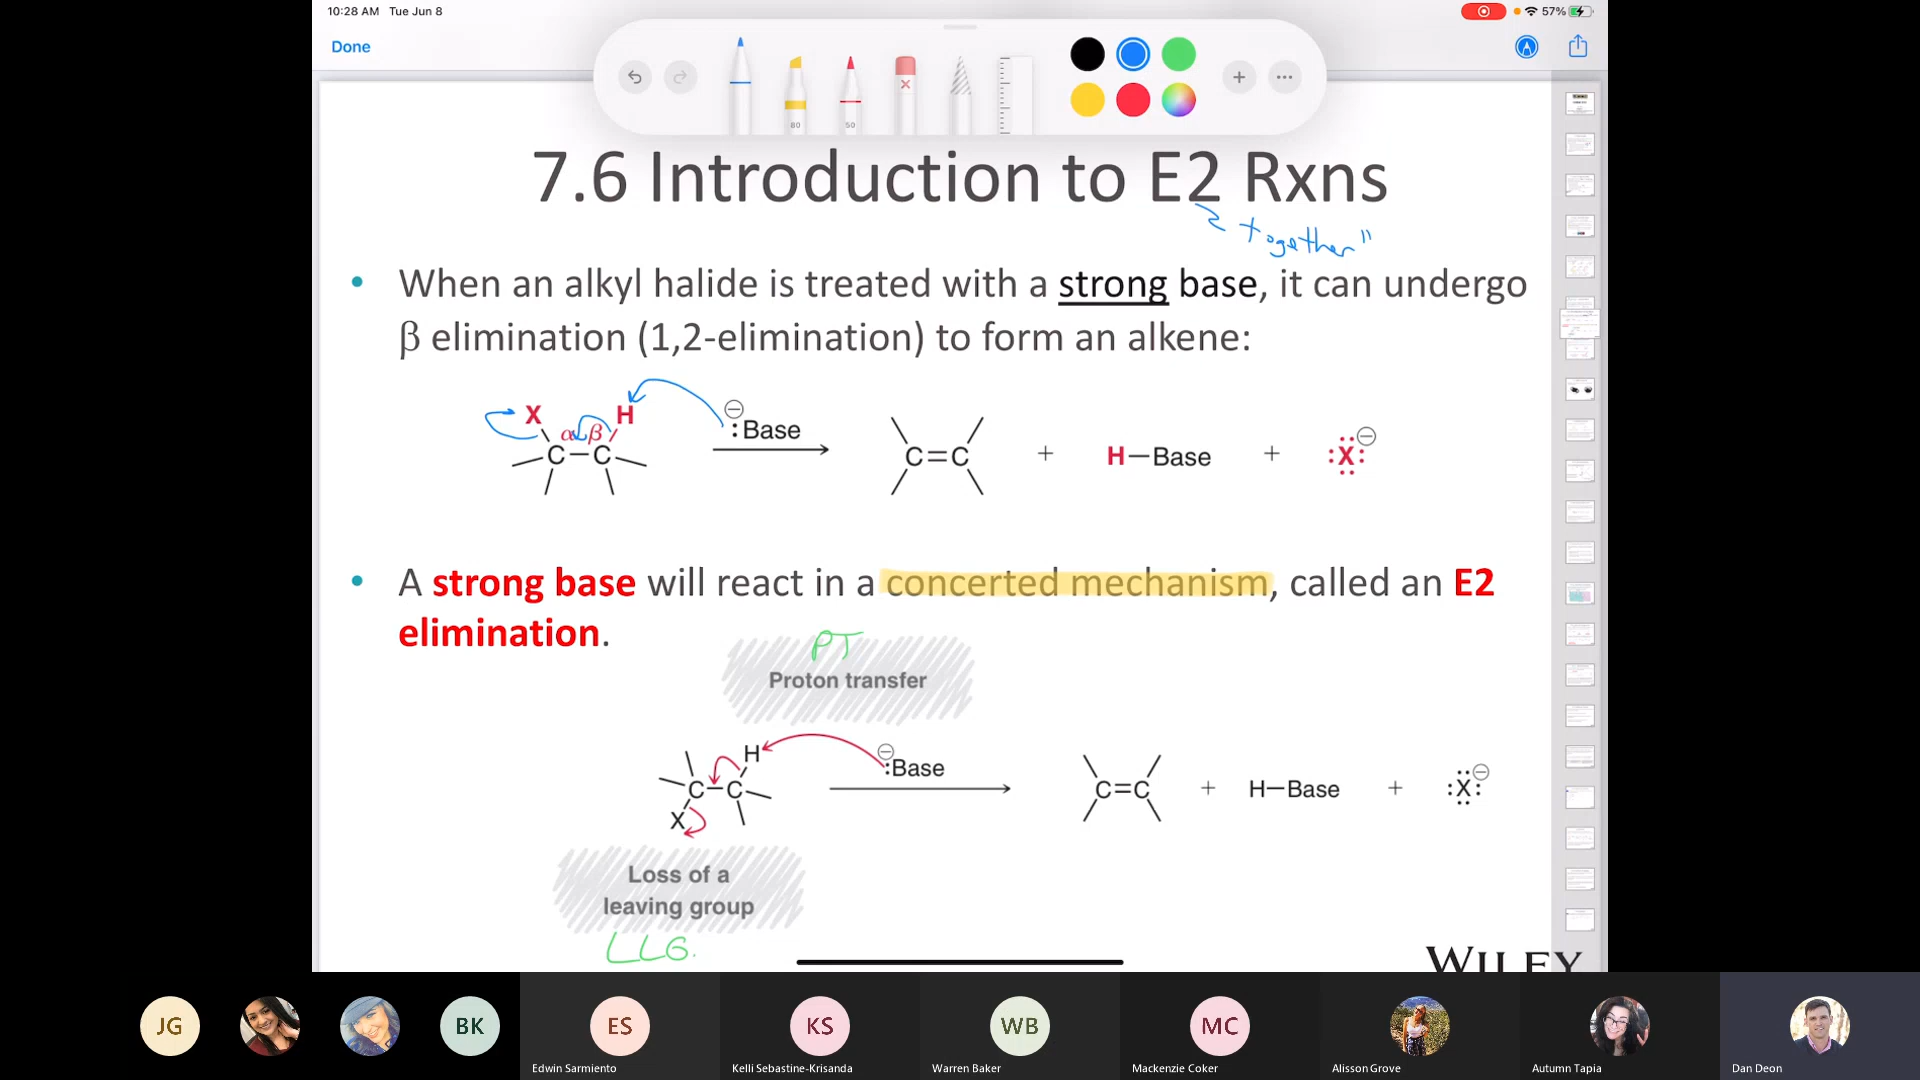 10:28 AM Tue Jun 8
57%
Done
80
50
7.6 Introduction to E2 Rxns
together"
• When an alkyl halide is treated with a strong base, it can undergo
β elimination (1,2-elimination) to form an alkene:
X H
α β
⊖
:Base
C–C
C=C + H–Base + :X: ⊖
• A strong base will react in a concerted mechanism, called an E2
elimination.
PT
Proton transfer
H
⊖
:Base
C–C
X
C=C + H–Base + :X: ⊖
Loss of a
leaving group
LLG.
WILEY
JG
BK
ES
KS
WB
MC
Edwin Sarmiento
Kelli Sebastine-Krisanda
Warren Baker
Mackenzie Coker
Alisson Grove
Autumn Tapia
Dan Deon